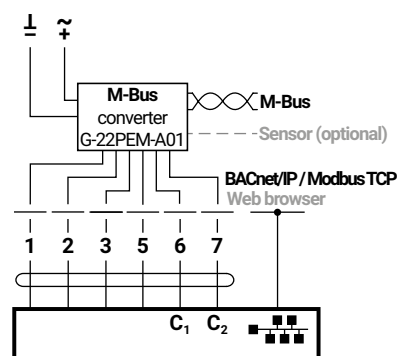 ⊥ ~
– +
M-Bus
converter
G-22PEM-A01
M-Bus
Sensor (optional)
BACnet/IP / Modbus TCP
Web browser
1 2 3 5 6 7
C₁ C₂